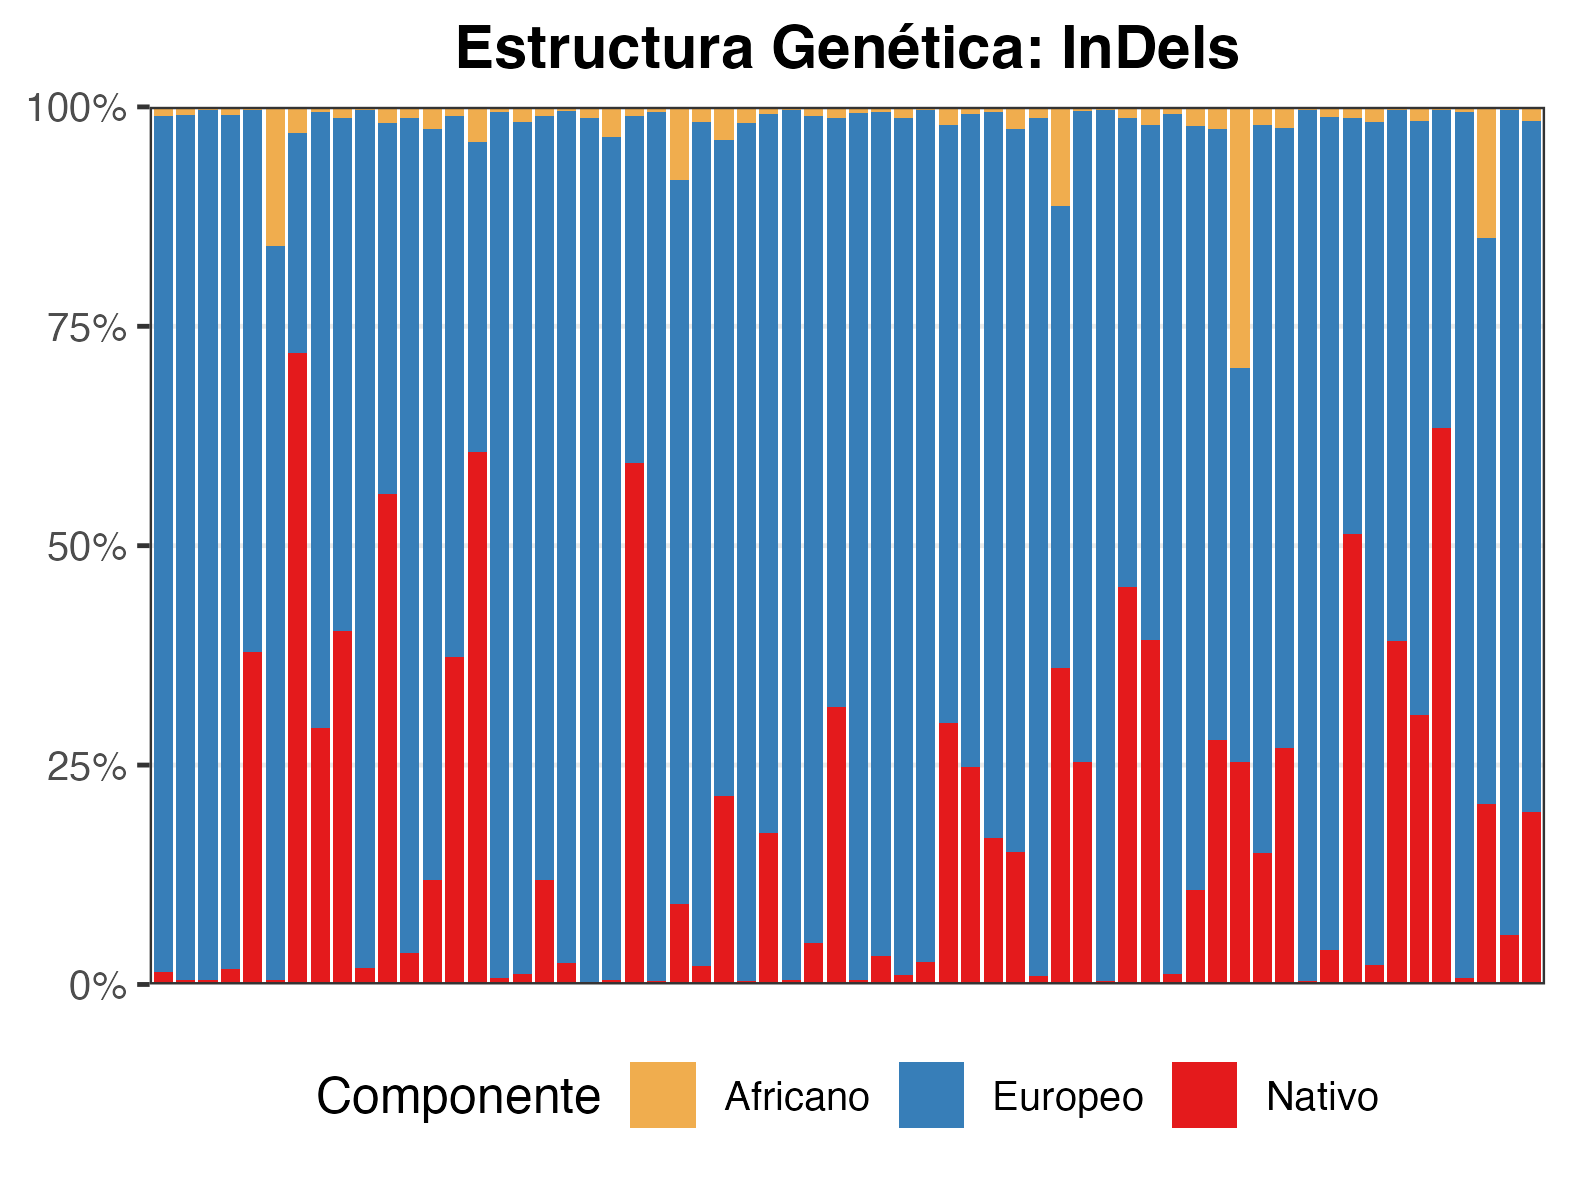 Estructura Genética: InDels
100%
75%
50%
25%
0%
Componente Africano Europeo Nativo